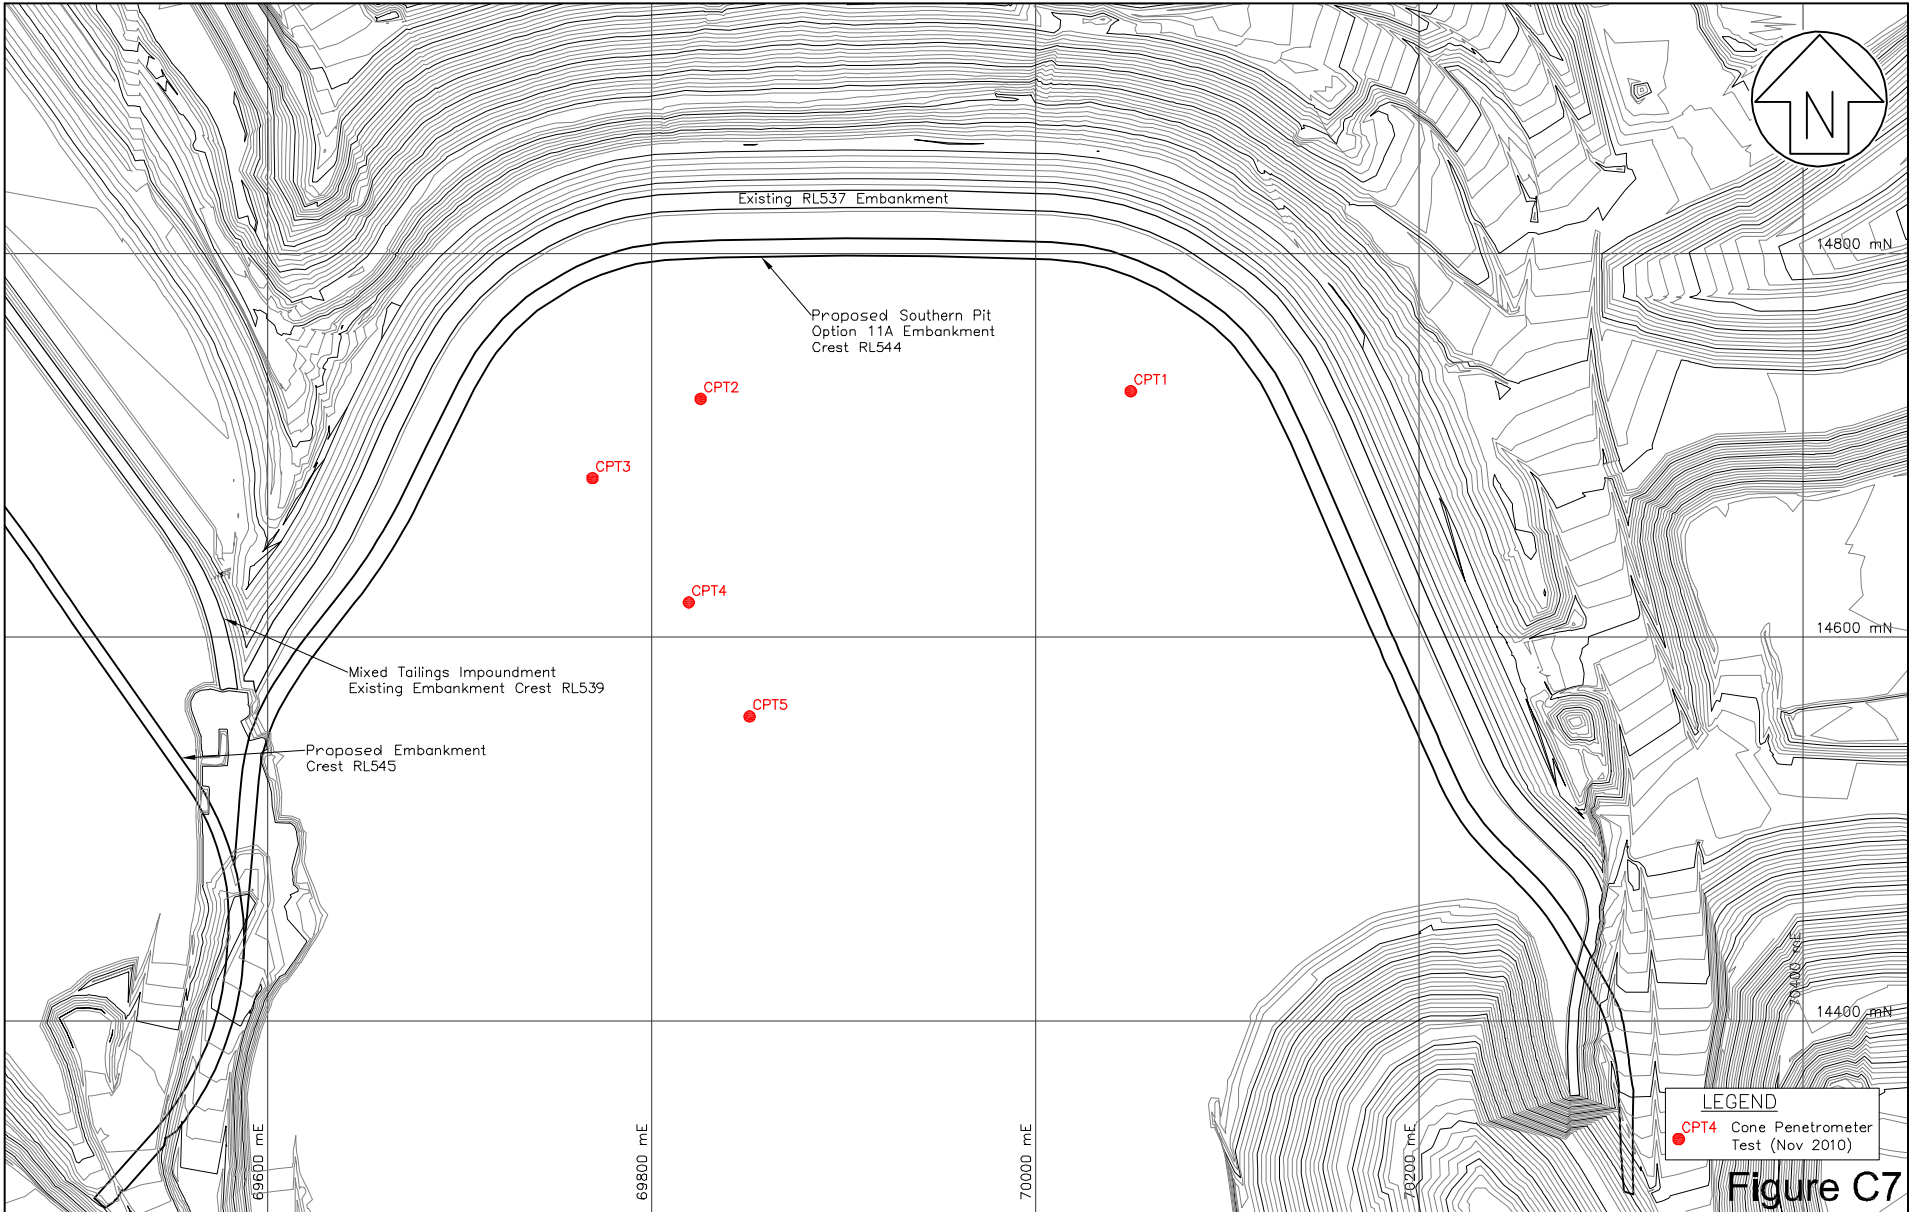 N
Existing RL537 Embankment
14800 mN
Proposed Southern Pit
Option 11A Embankment
Crest RL544
CPT2
CPT1
CPT3
CPT4
14600 mN
Mixed Tailings Impoundment
Existing Embankment Crest RL539
CPT5
Proposed Embankment
Crest RL545
70400 mE
14400 mN
69600 mE
69800 mE
70000 mE
70200 mE
LEGEND
CPT4 Cone Penetrometer
Test (Nov 2010)
Figure C7